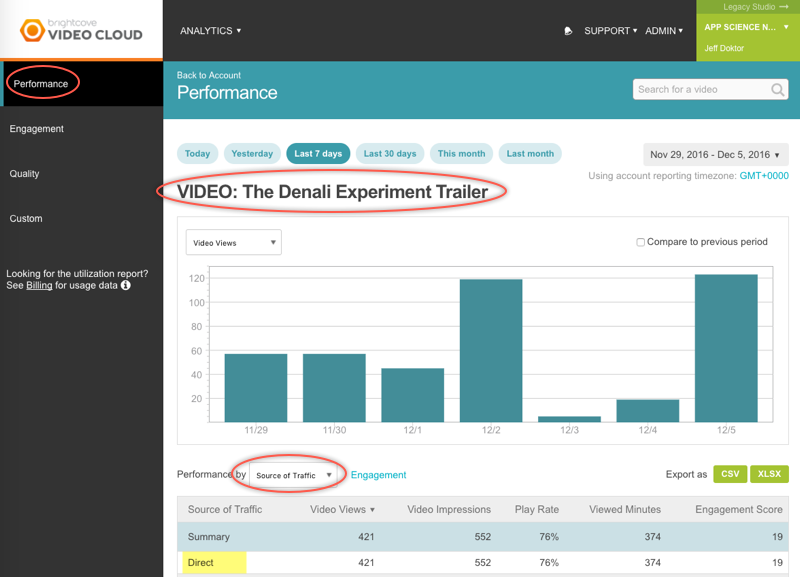 Legacy Studio →
brightcove
VIDEO CLOUD
ANALYTICS ▾
SUPPORT ▾
ADMIN ▾
APP SCIENCE N... ▾
Jeff Doktor
Performance
Engagement
Quality
Custom
Looking for the utilization report?
See Billing for usage data
Back to Account
Performance
Search for a video
Today
Yesterday
Last 7 days
Last 30 days
This month
Last month
Nov 29, 2016 - Dec 5, 2016 ▾
Using account reporting timezone: GMT+0000
VIDEO: The Denali Experiment Trailer
Video Views ▾
Compare to previous period
120
100
80
60
40
20
11/29 11/30 12/1 12/2 12/3 12/4 12/5
Performance by Source of Traffic ▾ Engagement
Export as CSV XLSX
Source of Traffic Video Views ▾ Video Impressions Play Rate Viewed Minutes Engagement Score
Summary 421 552 76% 374 19
Direct 421 552 76% 374 19